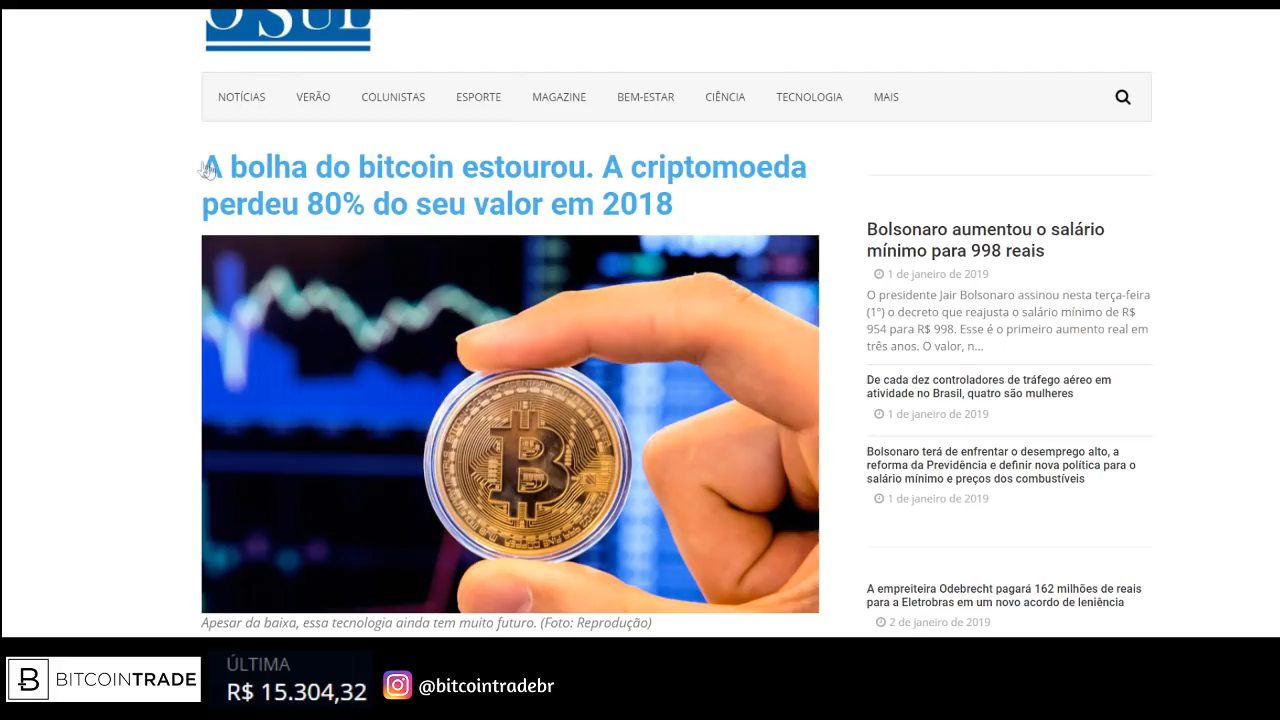 O SUL
NOTÍCIAS VERÃO COLUNISTAS ESPORTE MAGAZINE BEM-ESTAR CIÊNCIA TECNOLOGIA MAIS
A bolha do bitcoin estourou. A criptomoeda
perdeu 80% do seu valor em 2018
Apesar da baixa, essa tecnologia ainda tem muito futuro. (Foto: Reprodução)
Bolsonaro aumentou o salário
mínimo para 998 reais
1 de janeiro de 2019
O presidente Jair Bolsonaro assinou nesta terça-feira
(1º) o decreto que reajusta o salário mínimo de R$
954 para R$ 998. Esse é o primeiro aumento real em
três anos. O valor, n...
De cada dez controladores de tráfego aéreo em
atividade no Brasil, quatro são mulheres
1 de janeiro de 2019
Bolsonaro terá de enfrentar o desemprego alto, a
reforma da Previdência e definir nova política para o
salário mínimo e preços dos combustíveis
1 de janeiro de 2019
A empreiteira Odebrecht pagará 162 milhões de reais
para a Eletrobras em um novo acordo de leniência
2 de janeiro de 2019
BITCOINTRADE
ÚLTIMA
R$ 15.304,32
@bitcointradebr